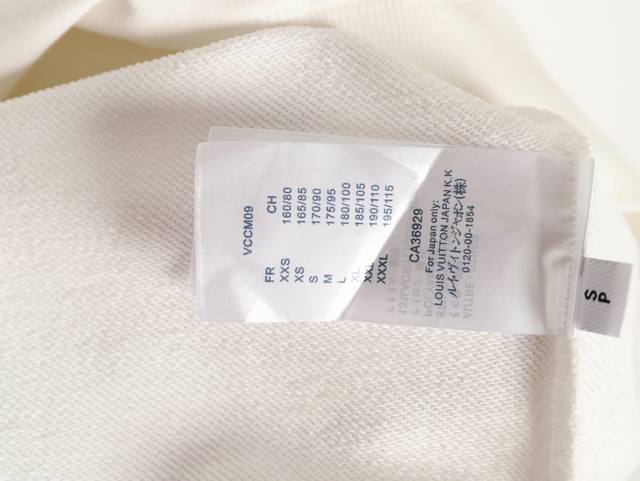 VCCM09
FR CH
XXS 160/80
XS 165/85
S 170/90
M 175/95
L 180/100
XL 185/105
XXL 190/110
XXXL 195/115
CA36929
For Japan only:
LOUIS VUITTON JAPAN K.K
ルイ・ヴィトンジャパン(株)
0120-00-1854
S
P